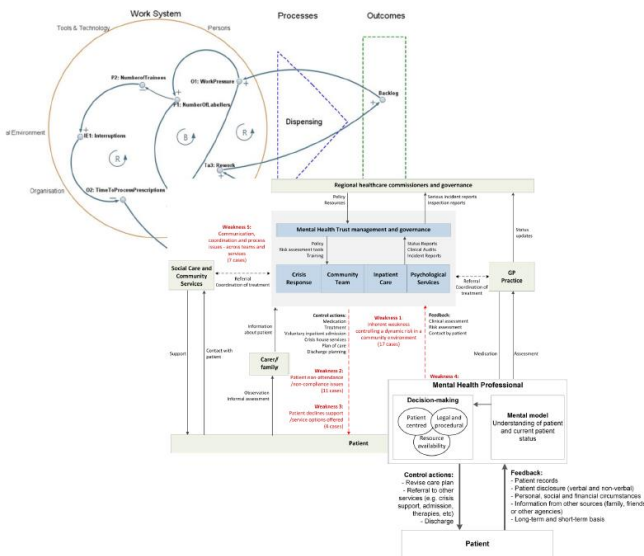 Work System
Processes
Outcomes
Tools & Technology
Persons
P2: NumberofTrainees
O1: WorkPressure
P1: NumberOfLabellers
Backlog
al Environment
IE1: Interruptions
B
R
R
Dispensing
Ta3: Rework
Organisation
O2: TimeToProcessPrescriptions
Regional healthcare commissioners and governance
Policy
Resources
Serious incident reports
Inspection reports
Mental Health Trust management and governance
Status
updates
Weakness 5:
Communication,
coordination and process
issues - across teams and
services
(7 cases)
Policy
Risk assessment tools
Training
Status Reports
Clinical Audits
Incident Reports
Social Care and
Community
Services
Referral
Coordination of treatment
Crisis
Response
Community
Team
Inpatient
Care
Psychological
Services
Referral
Coordination of
treatment
GP
Practice
Information
about patient
Control actions:
Medication
Treatment
Voluntary inpatient admission
Crisis house services
Plan of care
Discharge planning
Weakness 1:
Inherent weakness
controlling a dynamic risk in a
community environment
(17 cases)
Feedback:
Clinical assessment
Risk assessment
Contact by patient
Support
Contact with
patient
Carer/
family
Medication
Assessment
Weakness 2:
Patient non attendance
/non-compliance issues
(11 cases)
Weakness 4:
Observation
Informal assessment
Weakness 3:
Patient declines support
/service options offered
Patient
Mental Health Professional
Decision-making
Patient
centred
Legal and
procedural
Resource
availability
Mental model
Understanding of patient
and current patient
status
Control actions:
- Revise care plan
- Referral to other
services (e.g. crisis
support, admission,
therapies, etc)
- Discharge
Feedback:
- Patient records
- Patient disclosure (verbal and non-verbal)
- Personal, social and financial circumstances
- Information from other sources (family, friends
or other agencies)
- Long-term and short-term basis
Patient